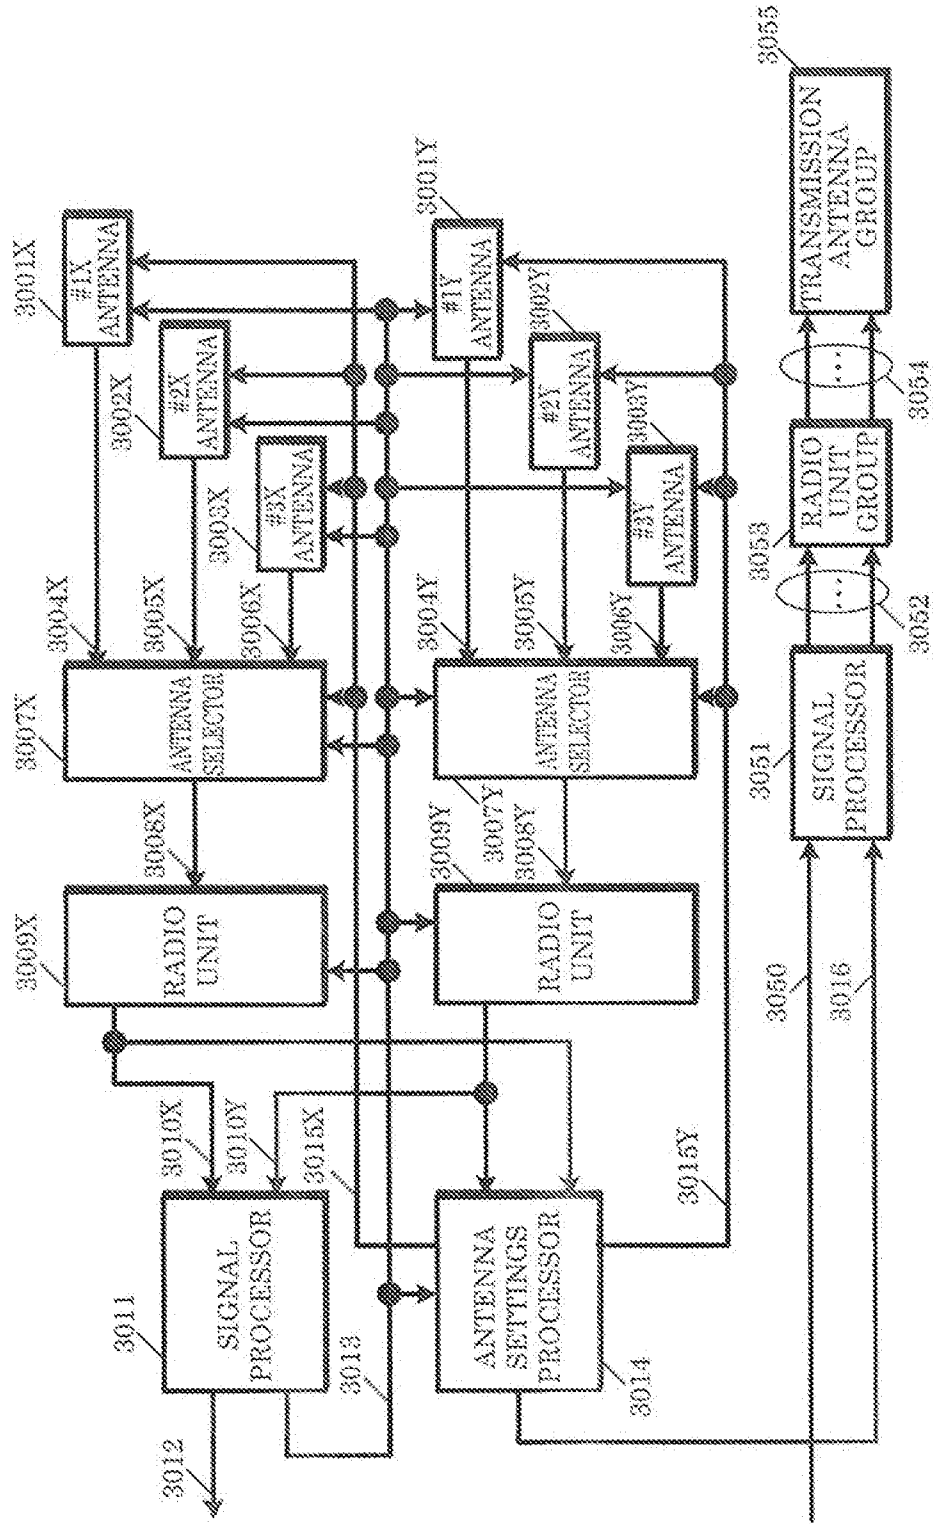 3001X
#1X
ANTENNA
3002X
#2X
ANTENNA
3003X
#3X
ANTENNA
3004X
3005X
3006X
3007X
ANTENNA
SELECTOR
3008X
3009X
RADIO
UNIT
3010X
3010Y
3015X
3011
SIGNAL
PROCESSOR
3012
3013
3001Y
#1Y
ANTENNA
3002Y
#2Y
ANTENNA
3003Y
#3Y
ANTENNA
3004Y
3005Y
3006Y
ANTENNA
SELECTOR
3007Y
3008Y
3009Y
RADIO
UNIT
3015Y
ANTENNA
SETTINGS
PROCESSOR
3014
3055
TRANSMISSION
ANTENNA
GROUP
3054
...
3053
RADIO
UNIT
GROUP
3052
...
3051
SIGNAL
PROCESSOR
3050
3016